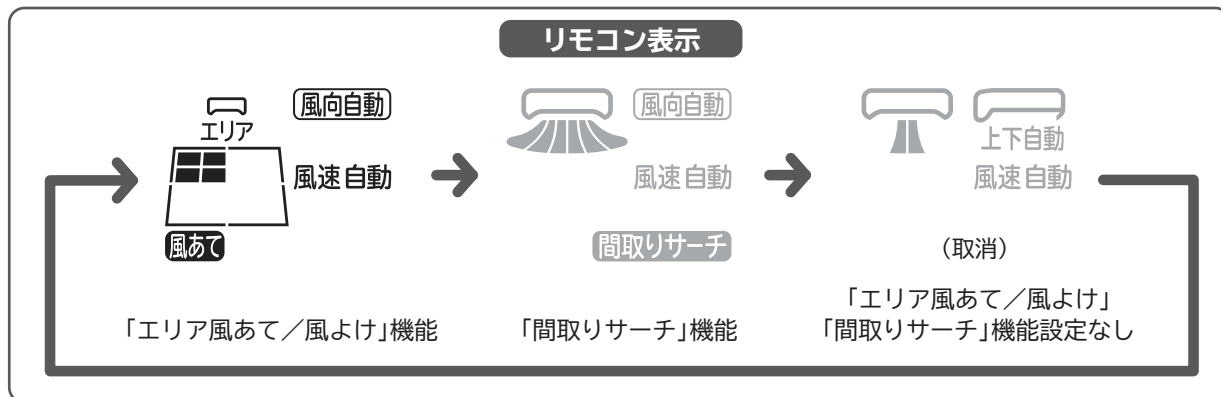 リモコン表示
エリア
風向自動
風速自動
風あて
「エリア風あて／風よけ」機能
風向自動
風速自動
間取りサーチ
「間取りサーチ」機能
上下自動
風速自動
（取消）
「エリア風あて／風よけ」
「間取りサーチ」機能設定なし